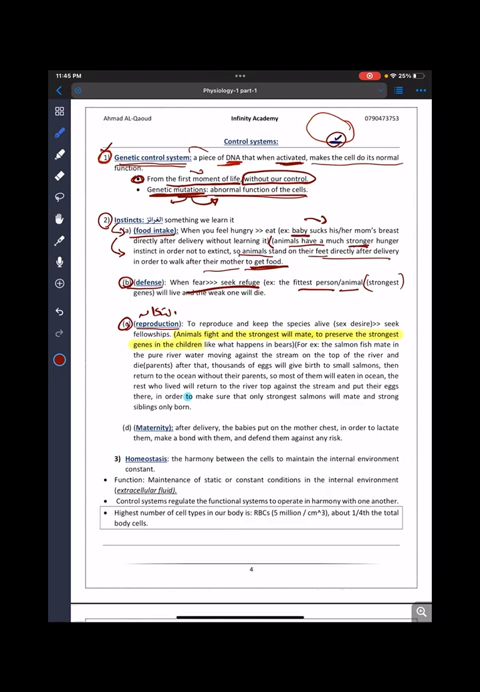 11:45 PM
25%
Physiology-1 part-1
Ahmad AL-Qaoud Infinity Academy 0790473753
Control systems:
1) Genetic control system: a piece of DNA that when activated, makes the cell do its normal
function.
From the first moment of life, without our control.
• Genetic mutations: abnormal function of the cells.
2) Instincts: الغرائز something we learn it
(a) (food intake): When you feel hungry >> eat (ex: baby sucks his/her mom's breast
directly after delivery without learning it) (animals have a much stronger hunger
instinct in order not to extinct, so animals stand on their feet directly after delivery
in order to walk after their mother to get food.
(b) (defense): When fear>>> seek refuge (ex: the fittest person/animal (strongest
genes) will live and the weak one will die.
التكاثر
(c) (reproduction): To reproduce and keep the species alive (sex desire)>> seek
fellowships. (Animals fight and the strongest will mate, to preserve the strongest
genes in the children like what happens in bears)(For ex: the salmon fish mate in
the pure river water moving against the stream on the top of the river and
die(parents) after that, thousands of eggs will give birth to small salmons, then
return to the ocean without their parents, so most of them will eaten in ocean, the
rest who lived will return to the river top against the stream and put their eggs
there, in order to make sure that only strongest salmons will mate and strong
siblings only born.
(d) (Maternity): after delivery, the babies put on the mother chest, in order to lactate
them, make a bond with them, and defend them against any risk.
3) Homeostasis: the harmony between the cells to maintain the internal environment
constant.
• Function: Maintenance of static or constant conditions in the internal environment
(extracellular fluid).
• Control systems regulate the functional systems to operate in harmony with one another.
• Highest number of cell types in our body is: RBCs (5 million / cm^3), about 1/4th the total
body cells.
4